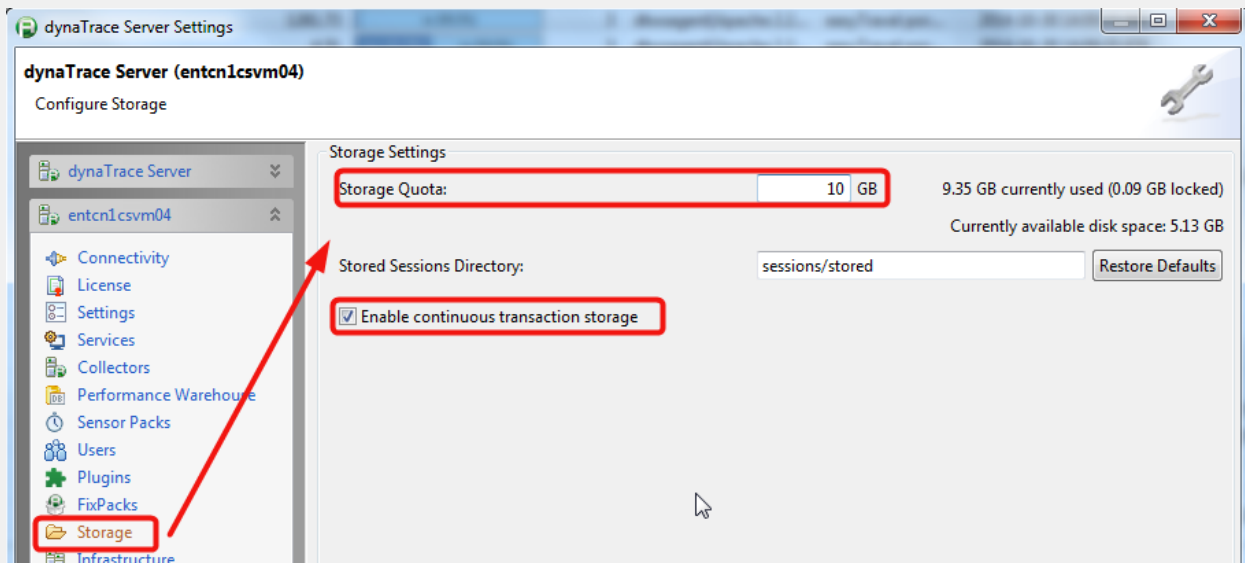 dynaTrace Server Settings
dynaTrace Server (entcn1csvm04)
Configure Storage
dynaTrace Server
entcn1csvm04
Connectivity
License
Settings
Services
Collectors
Performance Warehouse
Sensor Packs
Users
Plugins
FixPacks
Storage
Infrastructure
Storage Settings
Storage Quota: 10 GB 9.35 GB currently used (0.09 GB locked)
Currently available disk space: 5.13 GB
Stored Sessions Directory: sessions/stored Restore Defaults
Enable continuous transaction storage